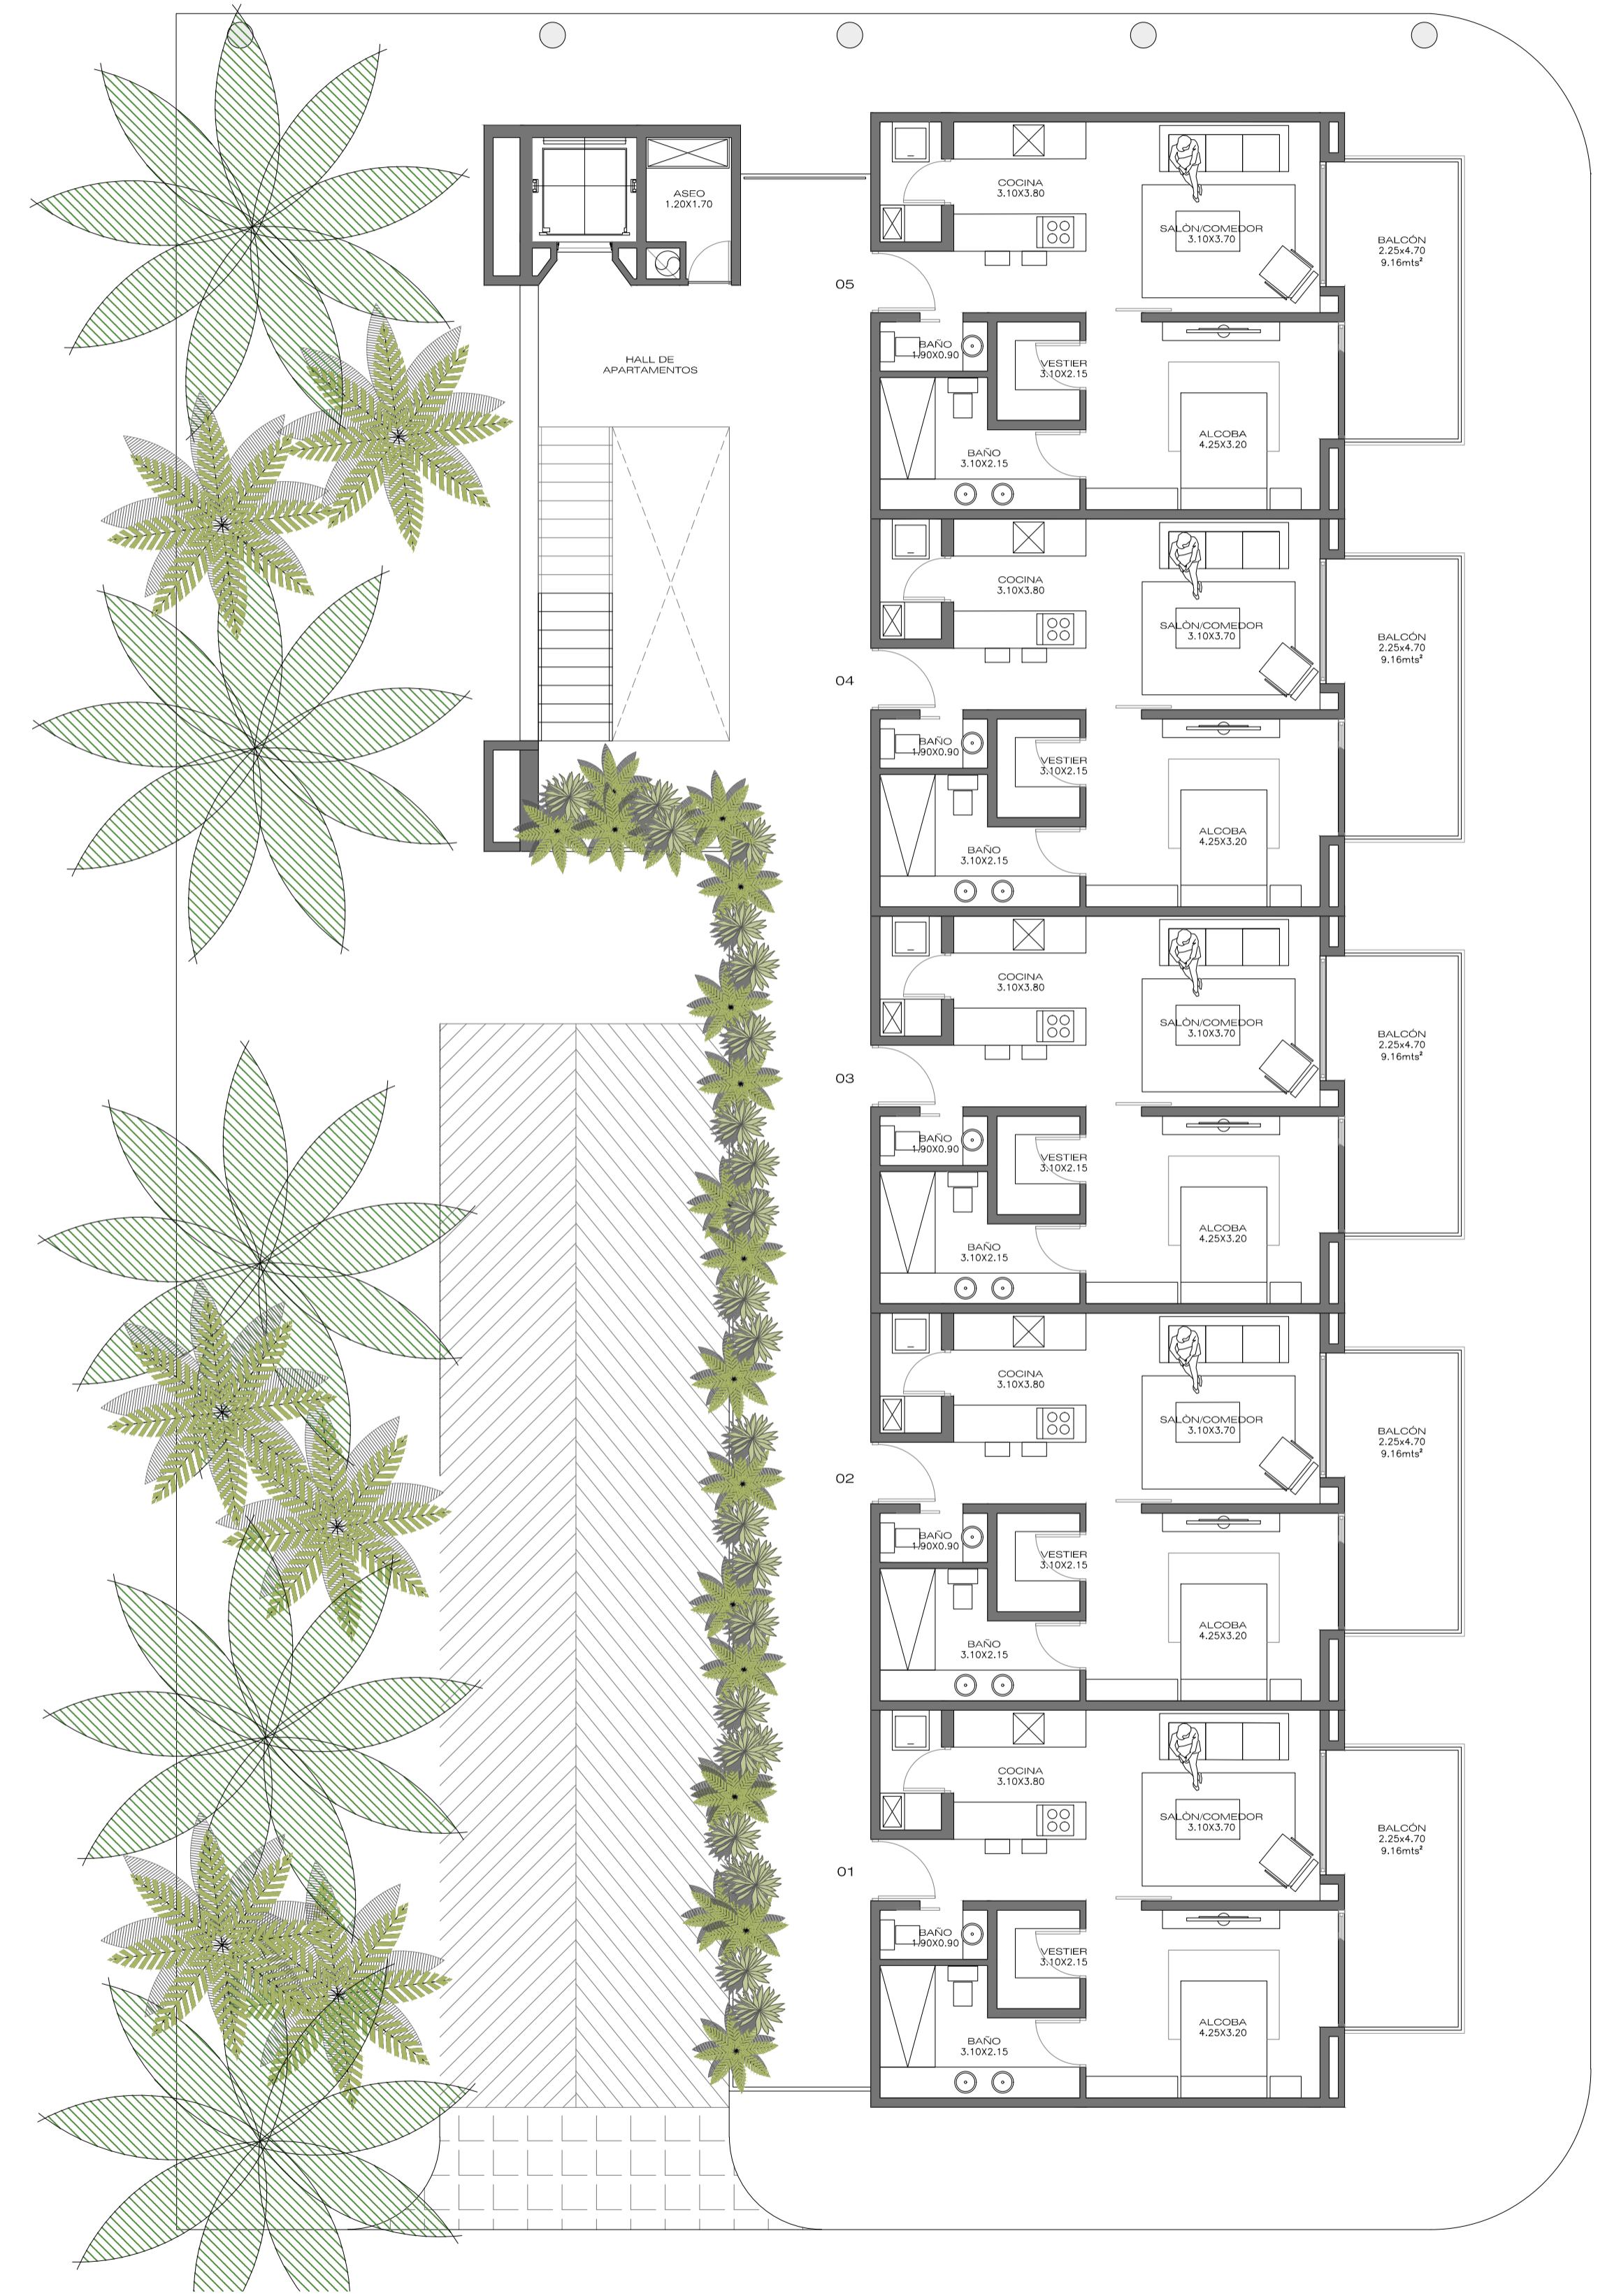 ASEO
1.20X1.70
HALL DE
APARTAMENTOS
05
COCINA
3.10X3.80
SALÓN/COMEDOR
3.10X3.70
BALCÓN
2.25x4.70
9.16mts²
BAÑO
1.90X0.90
VESTIER
3.10X2.15
BAÑO
3.10X2.15
ALCOBA
4.25X3.20
04
COCINA
3.10X3.80
SALÓN/COMEDOR
3.10X3.70
BALCÓN
2.25x4.70
9.16mts²
BAÑO
1.90X0.90
VESTIER
3.10X2.15
BAÑO
3.10X2.15
ALCOBA
4.25X3.20
03
COCINA
3.10X3.80
SALÓN/COMEDOR
3.10X3.70
BALCÓN
2.25x4.70
9.16mts²
BAÑO
1.90X0.90
VESTIER
3.10X2.15
BAÑO
3.10X2.15
ALCOBA
4.25X3.20
02
COCINA
3.10X3.80
SALÓN/COMEDOR
3.10X3.70
BALCÓN
2.25x4.70
9.16mts²
BAÑO
1.90X0.90
VESTIER
3.10X2.15
BAÑO
3.10X2.15
ALCOBA
4.25X3.20
01
COCINA
3.10X3.80
SALÓN/COMEDOR
3.10X3.70
BALCÓN
2.25x4.70
9.16mts²
BAÑO
1.90X0.90
VESTIER
3.10X2.15
BAÑO
3.10X2.15
ALCOBA
4.25X3.20